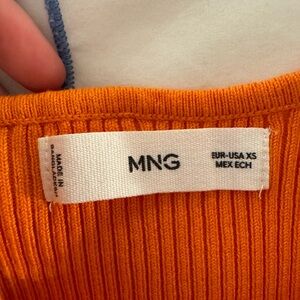 MADE IN
BANGLADESH
MNG
EUR-USA XS
MEX ECH